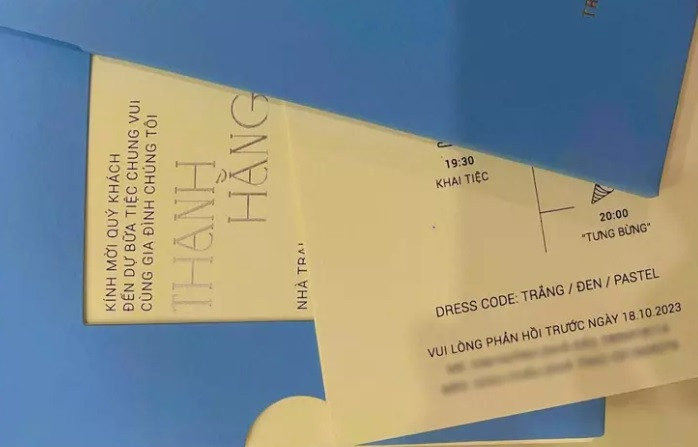 KÍNH MỜI QUÝ KHÁCH
ĐẾN DỰ BỮA TIỆC CHUNG VUI
CÙNG GIA ĐÌNH CHÚNG TÔI
THANH
HẰNG
NHÀ TRAI
19:30
KHAI TIỆC
20:00
"TƯNG BỪNG"
DRESS CODE: TRẮNG / ĐEN / PASTEL
VUI LÒNG PHẢN HỒI TRƯỚC NGÀY 18.10.2023